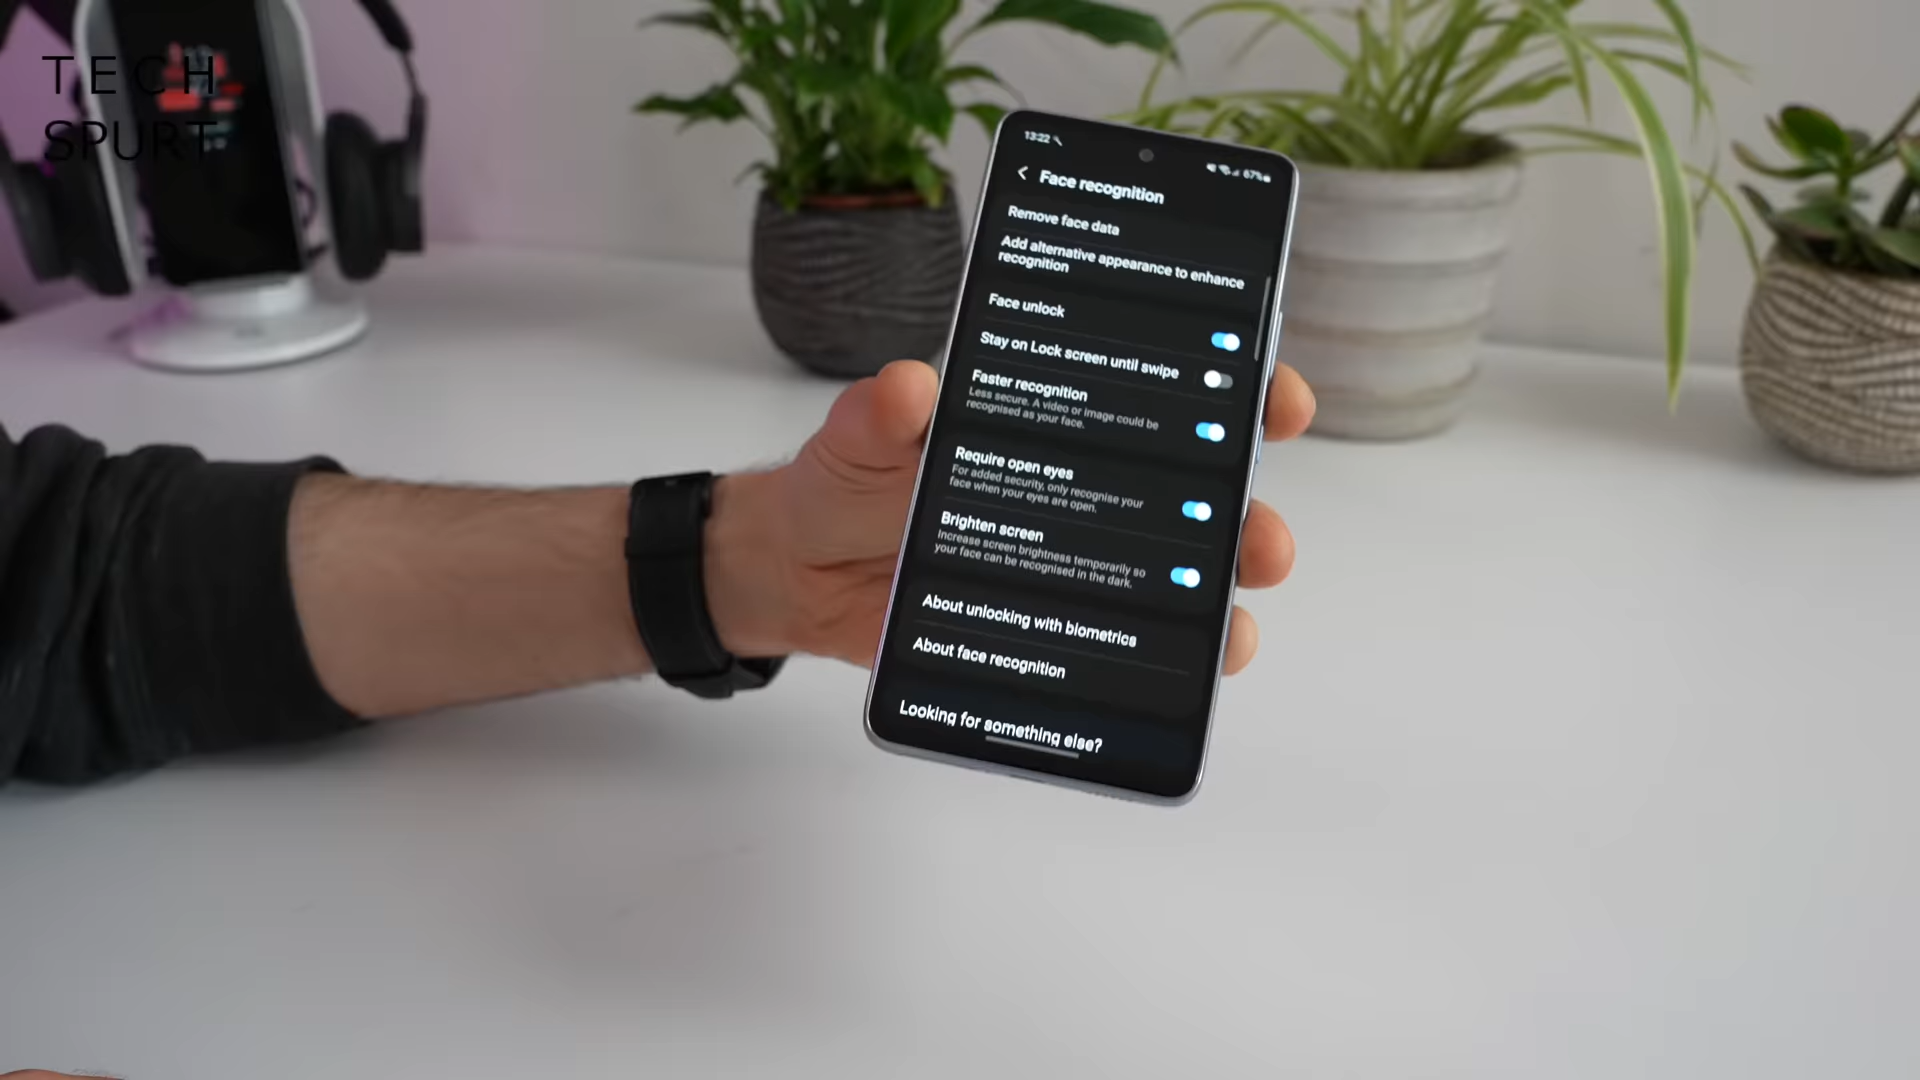 TECH
SPURT
13:22
67%
Face recognition
Remove face data
Add alternative appearance to enhance
recognition
Face unlock
Stay on Lock screen until swipe
Faster recognition
Less secure. A video or image could be
recognised as your face.
Require open eyes
For added security, only recognise your
face when your eyes are open.
Brighten screen
Increase screen brightness temporarily so
your face can be recognised in the dark.
About unlocking with biometrics
About face recognition
Looking for something else?